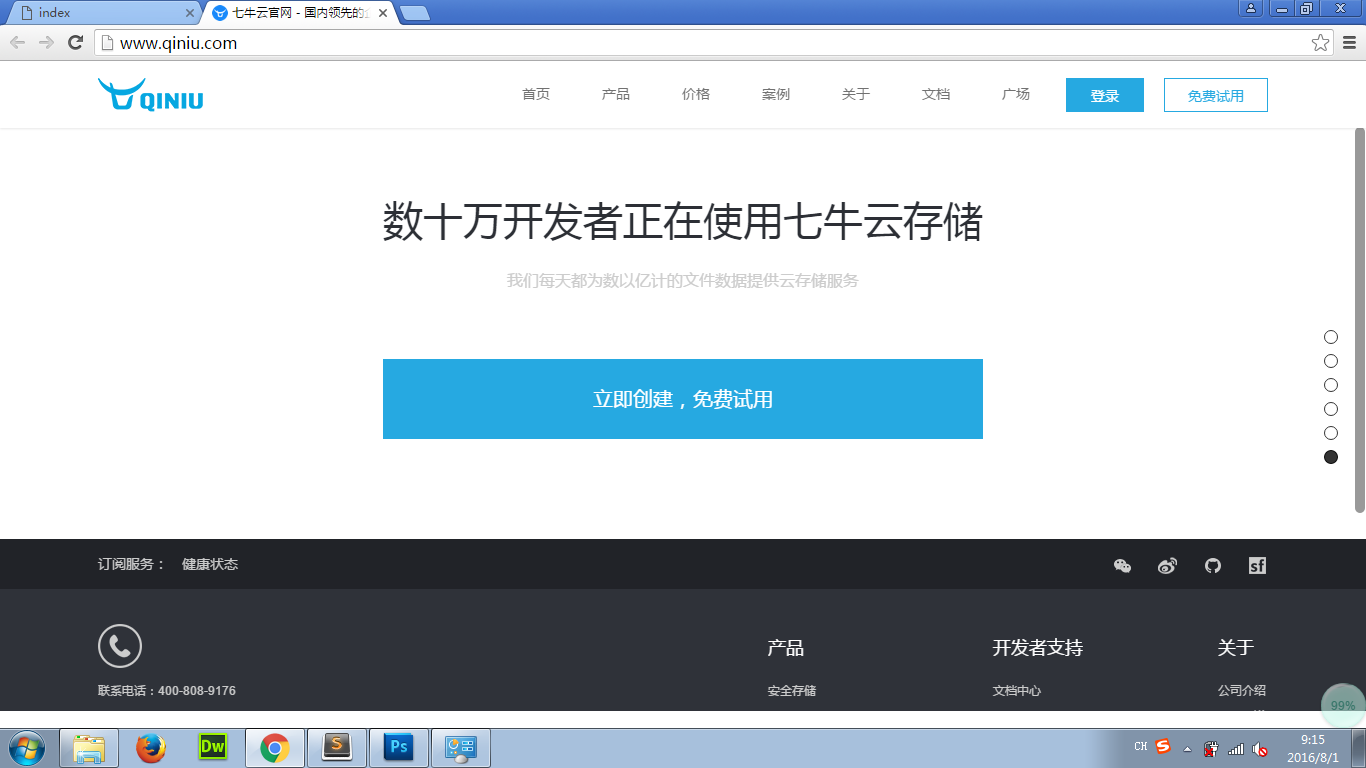 index
七牛云官网 - 国内领先的
www.qiniu.com
QINIU
首页 产品 价格 案例 关于 文档 广场 登录 免费试用
数十万开发者正在使用七牛云存储
我们每天都为数以亿计的文件数据提供云存储服务
立即创建，免费试用
订阅服务： 健康状态
sf
产品 开发者支持 关于
联系电话：400-808-9176 安全存储 文档中心 公司介绍
99%
Dw
S
Ps
CH
S
9:15
2016/8/1